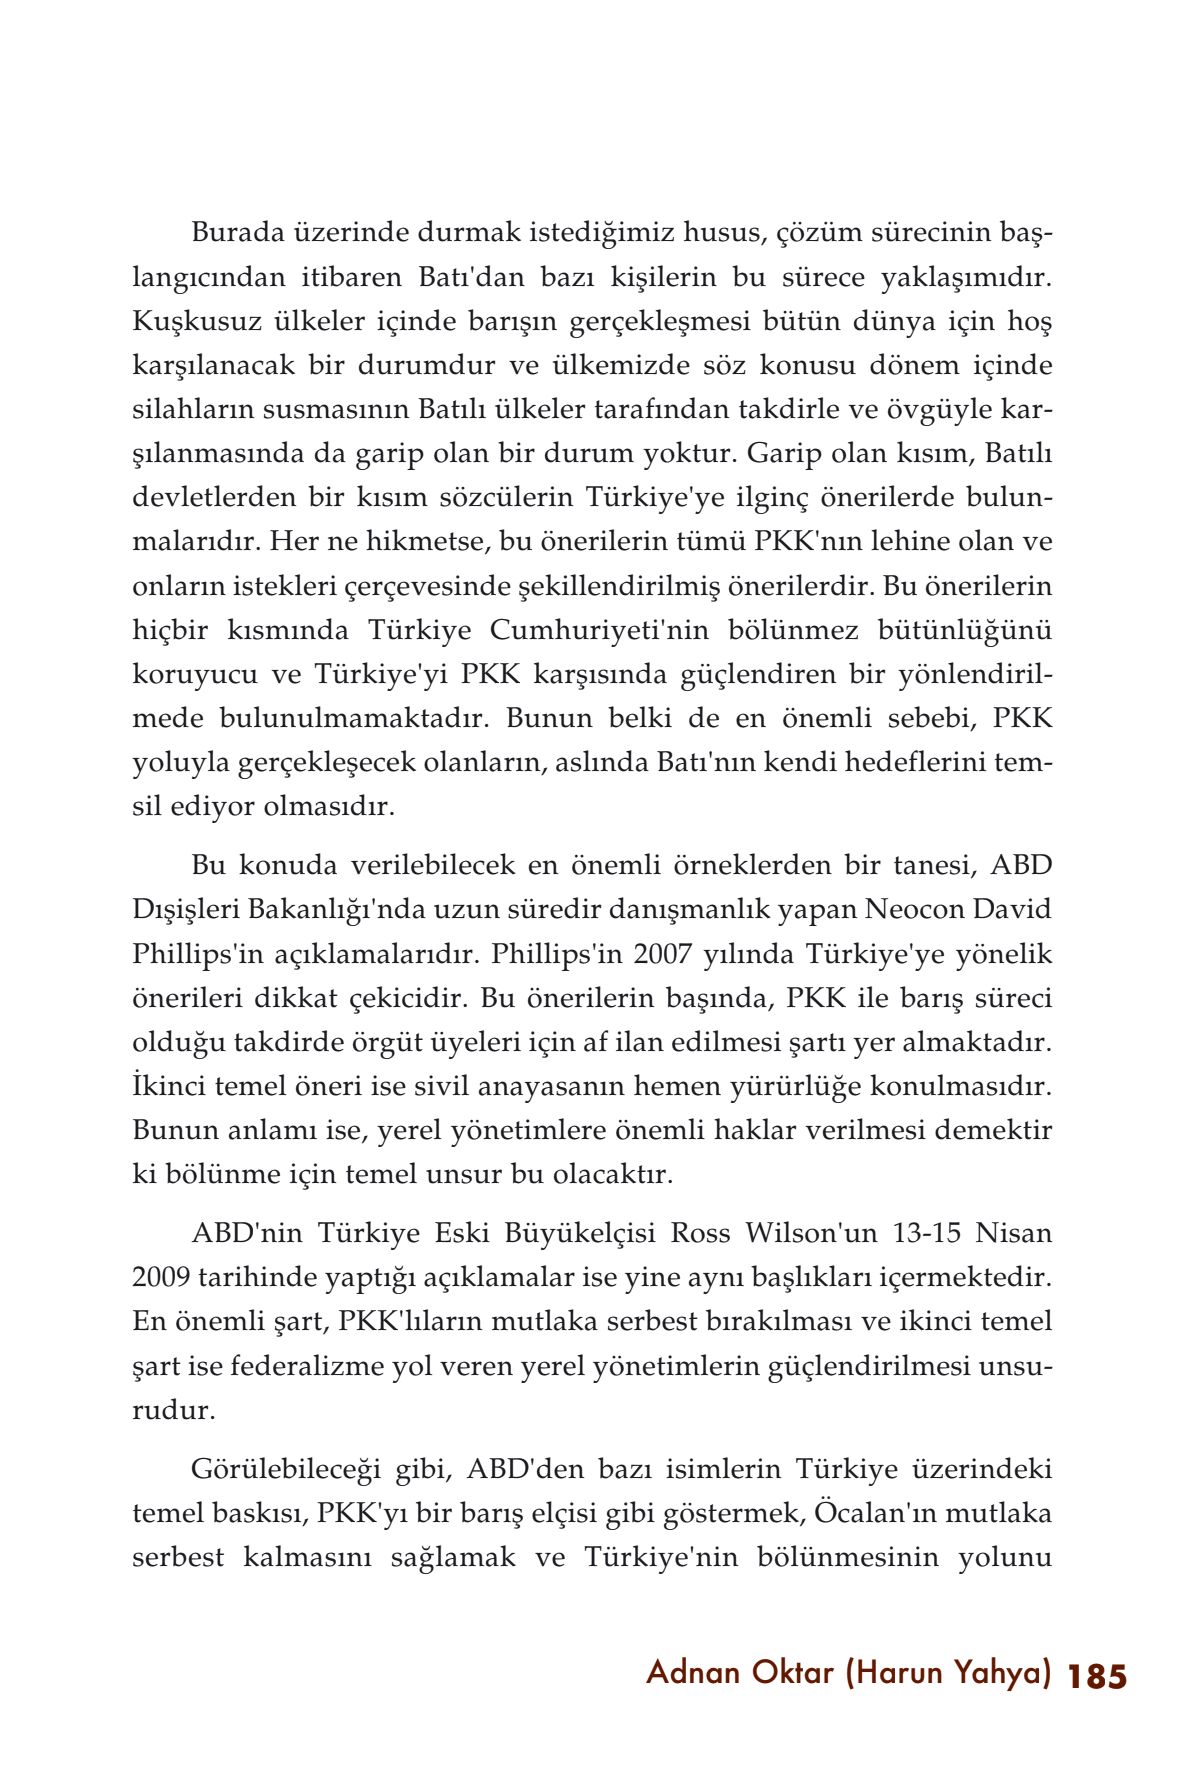 Burada üzerinde durmak istediğimiz husus, çözüm sürecinin baş-
langıcından itibaren Batı'dan bazı kişilerin bu sürece yaklaşımıdır.
Kuşkusuz ülkeler içinde barışın gerçekleşmesi bütün dünya için hoş
karşılanacak bir durumdur ve ülkemizde söz konusu dönem içinde
silahların susmasının Batılı ülkeler tarafından takdirle ve övgüyle kar-
şılanmasında da garip olan bir durum yoktur. Garip olan kısım, Batılı
devletlerden bir kısım sözcülerin Türkiye'ye ilginç önerilerde bulun-
malarıdır. Her ne hikmetse, bu önerilerin tümü PKK'nın lehine olan ve
onların istekleri çerçevesinde şekillendirilmiş önerilerdir. Bu önerilerin
hiçbir kısmında Türkiye Cumhuriyeti'nin bölünmez bütünlüğünü
koruyucu ve Türkiye'yi PKK karşısında güçlendiren bir yönlendiril-
mede bulunulmamaktadır. Bunun belki de en önemli sebebi, PKK
yoluyla gerçekleşecek olanların, aslında Batı'nın kendi hedeflerini tem-
sil ediyor olmasıdır.
Bu konuda verilebilecek en önemli örneklerden bir tanesi, ABD
Dışişleri Bakanlığı'nda uzun süredir danışmanlık yapan Neocon David
Phillips'in açıklamalarıdır. Phillips'in 2007 yılında Türkiye'ye yönelik
önerileri dikkat çekicidir. Bu önerilerin başında, PKK ile barış süreci
olduğu takdirde örgüt üyeleri için af ilan edilmesi şartı yer almaktadır.
İkinci temel öneri ise sivil anayasanın hemen yürürlüğe konulmasıdır.
Bunun anlamı ise, yerel yönetimlere önemli haklar verilmesi demektir
ki bölünme için temel unsur bu olacaktır.
ABD'nin Türkiye Eski Büyükelçisi Ross Wilson'un 13-15 Nisan
2009 tarihinde yaptığı açıklamalar ise yine aynı başlıkları içermektedir.
En önemli şart, PKK'lıların mutlaka serbest bırakılması ve ikinci temel
şart ise federalizme yol veren yerel yönetimlerin güçlendirilmesi unsu-
rudur.
Görülebileceği gibi, ABD'den bazı isimlerin Türkiye üzerindeki
temel baskısı, PKK'yı bir barış elçisi gibi göstermek, Öcalan'ın mutlaka
serbest kalmasını sağlamak ve Türkiye'nin bölünmesinin yolunu
Adnan Oktar (Harun Yahya) 185